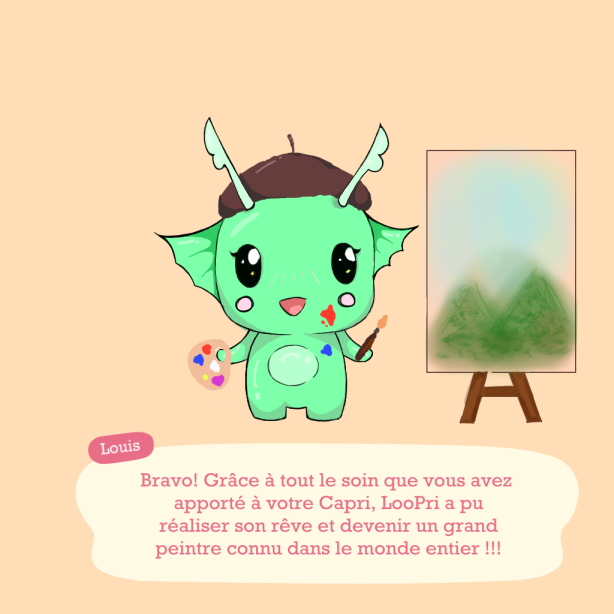 Louis
Bravo! Grâce à tout le soin que vous avez
apporté à votre Capri, LooPri a pu
réaliser son rêve et devenir un grand
peintre connu dans le monde entier !!!